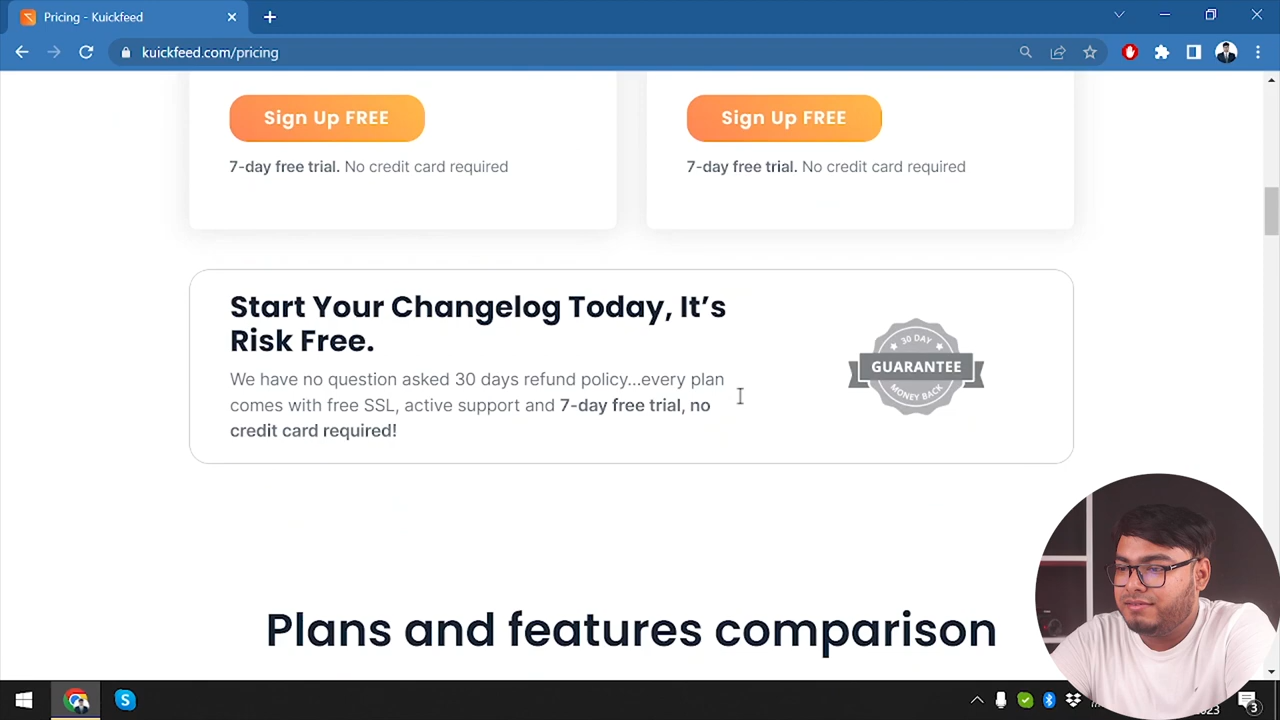 Pricing - Kuickfeed
kuickfeed.com/pricing
Sign Up FREE
7-day free trial. No credit card required
Sign Up FREE
7-day free trial. No credit card required
Start Your Changelog Today, It’s
Risk Free.
We have no question asked 30 days refund policy...every plan
comes with free SSL, active support and 7-day free trial, no
credit card required!
30 DAY
GUARANTEE
MONEY BACK
Plans and features comparison
3